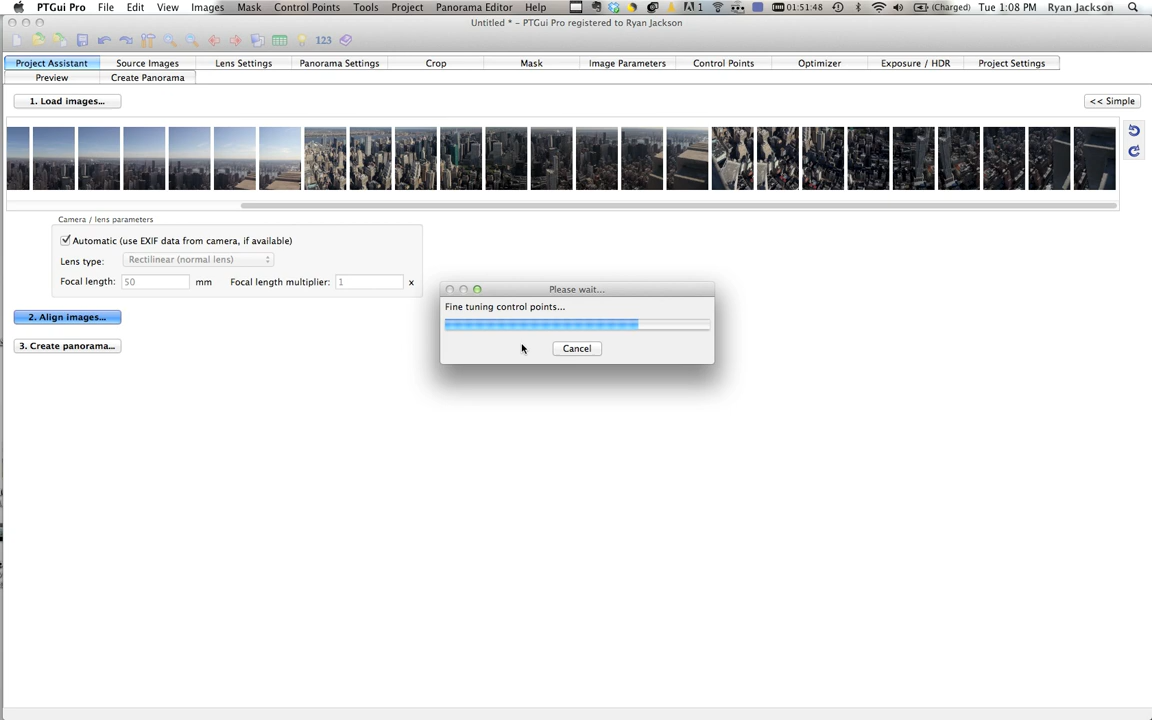 PTGui Pro File Edit View Images Mask Control Points Tools Project Panorama Editor Help 1 01:51:48 (Charged) Tue 1:08 PM Ryan Jackson
Untitled * - PTGui Pro registered to Ryan Jackson
123
Project Assistant Source Images Lens Settings Panorama Settings Crop Mask Image Parameters Control Points Optimizer Exposure / HDR Project Settings
Preview Create Panorama
1. Load images... << Simple
Camera / lens parameters
Automatic (use EXIF data from camera, if available)
Lens type: Rectilinear (normal lens)
Focal length: 50 mm Focal length multiplier: 1 x
Please wait...
Fine tuning control points...
Cancel
2. Align images...
3. Create panorama...